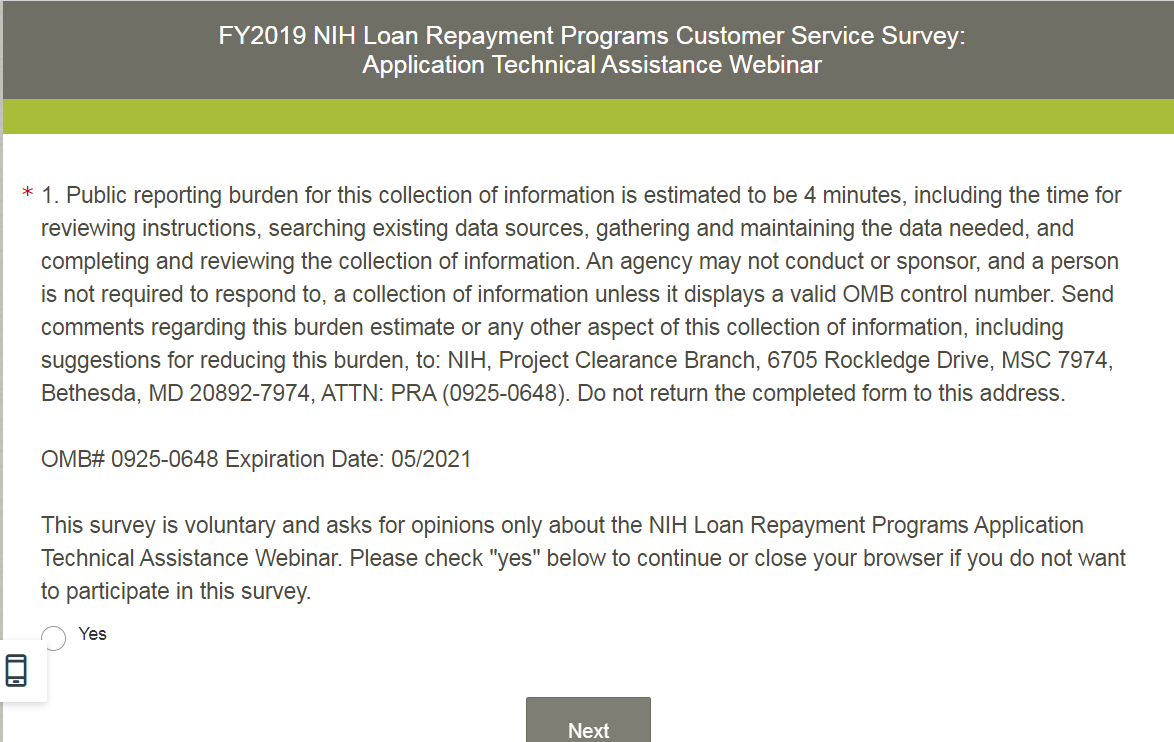 FY2019 NIH Loan Repayment Programs Customer Service Survey:
Application Technical Assistance Webinar
* 1. Public reporting burden for this collection of information is estimated to be 4 minutes, including the time for
reviewing instructions, searching existing data sources, gathering and maintaining the data needed, and
completing and reviewing the collection of information. An agency may not conduct or sponsor, and a person
is not required to respond to, a collection of information unless it displays a valid OMB control number. Send
comments regarding this burden estimate or any other aspect of this collection of information, including
suggestions for reducing this burden, to: NIH, Project Clearance Branch, 6705 Rockledge Drive, MSC 7974,
Bethesda, MD 20892-7974, ATTN: PRA (0925-0648). Do not return the completed form to this address.
OMB# 0925-0648 Expiration Date: 05/2021
This survey is voluntary and asks for opinions only about the NIH Loan Repayment Programs Application
Technical Assistance Webinar. Please check "yes" below to continue or close your browser if you do not want
to participate in this survey.
Yes
Next